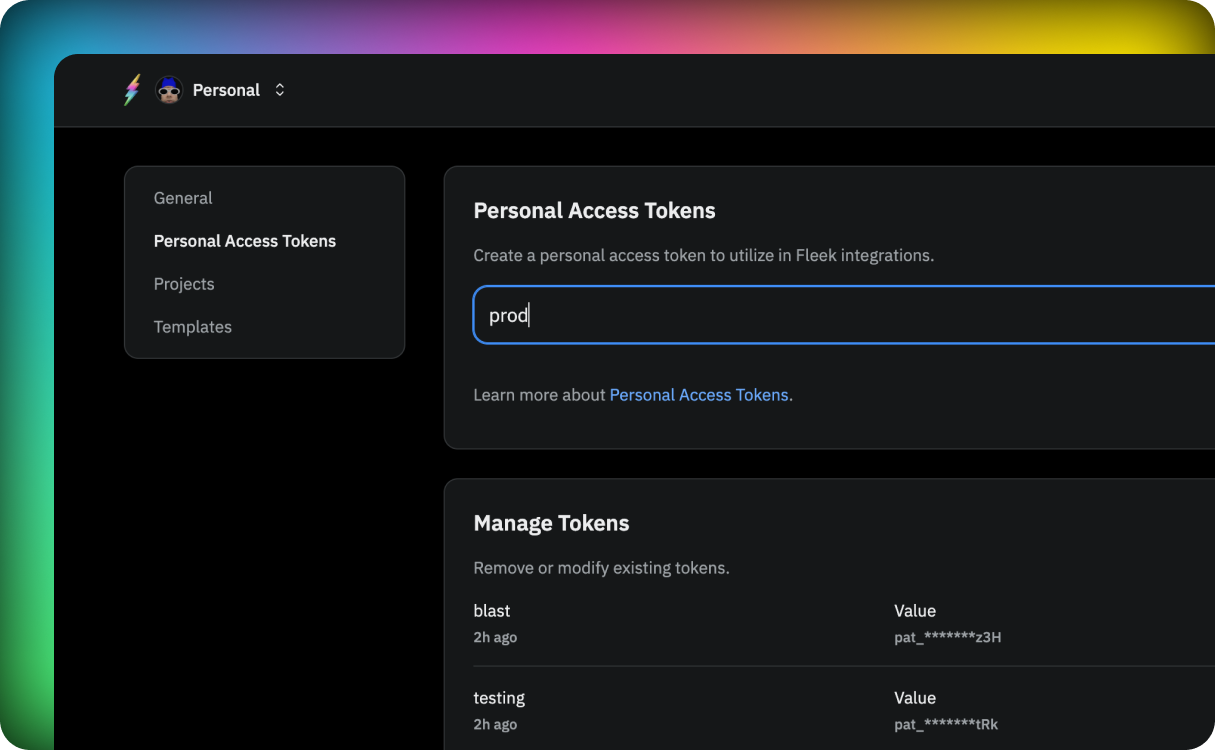 Personal
General
Personal Access Tokens
Projects
Templates
Personal Access Tokens
Create a personal access token to utilize in Fleek integrations.
prod
Learn more about Personal Access Tokens.
Manage Tokens
Remove or modify existing tokens.
blast
Value
2h ago
pat_*******z3H
testing
Value
2h ago
pat_*******tRk